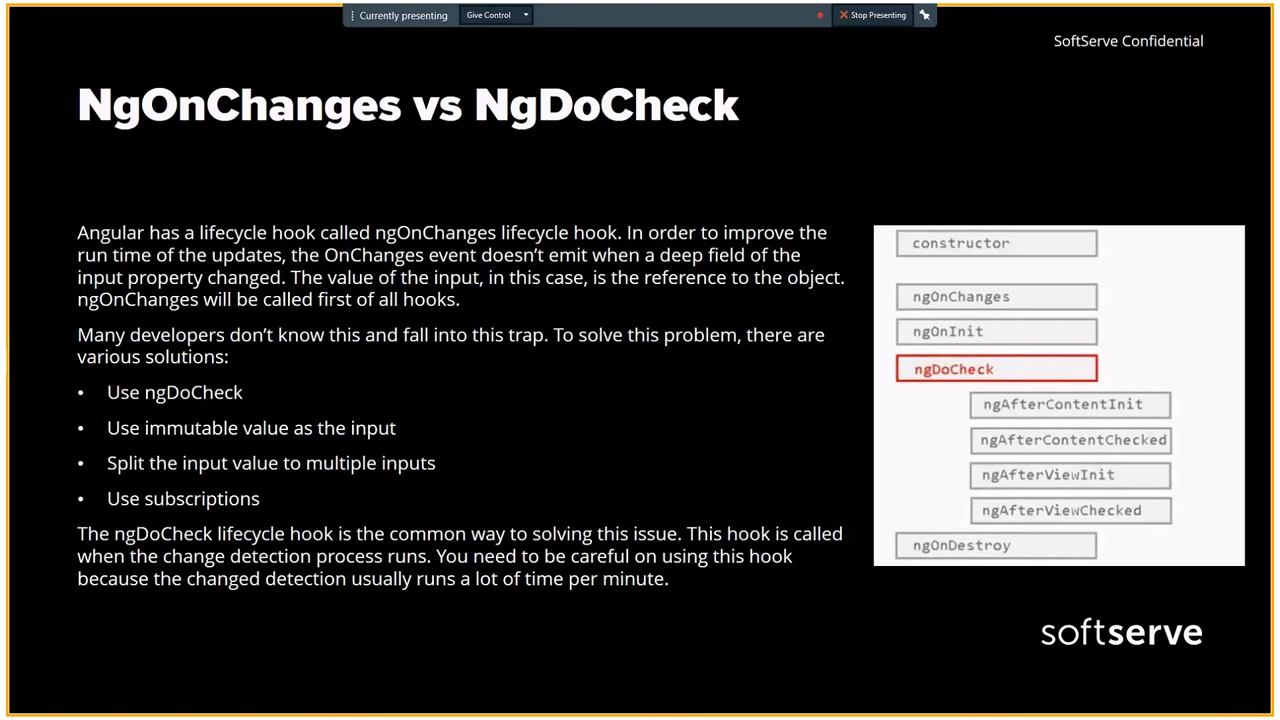 Currently presenting
Give Control
Stop Presenting
SoftServe Confidential
NgOnChanges vs NgDoCheck
Angular has a lifecycle hook called ngOnChanges lifecycle hook. In order to improve the
run time of the updates, the OnChanges event doesn't emit when a deep field of the
input property changed. The value of the input, in this case, is the reference to the object.
ngOnChanges will be called first of all hooks.
Many developers don't know this and fall into this trap. To solve this problem, there are
various solutions:
• Use ngDoCheck
• Use immutable value as the input
• Split the input value to multiple inputs
• Use subscriptions
The ngDoCheck lifecycle hook is the common way to solving this issue. This hook is called
when the change detection process runs. You need to be careful on using this hook
because the changed detection usually runs a lot of time per minute.
constructor
ngOnChanges
ngOnInit
ngDoCheck
ngAfterContentInit
ngAfterContentChecked
ngAfterViewInit
ngAfterViewChecked
ngOnDestroy
softserve